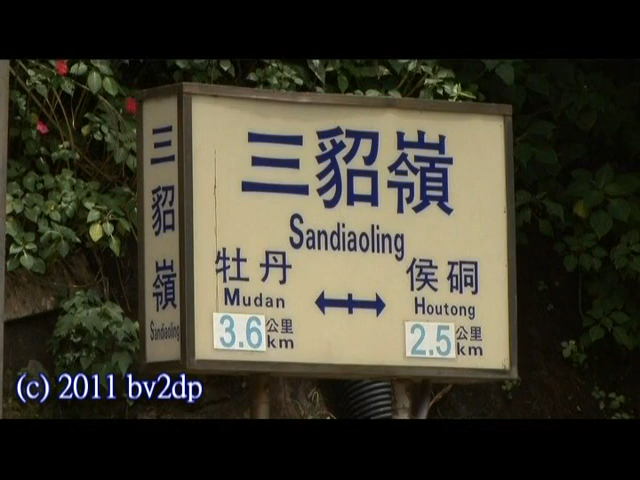 三貂嶺
Sandiaoling
三貂嶺
Sandiaoling
牡丹
Mudan
3.6 公里
km
侯硐
Houtong
2.5 公里
km
(c) 2011 bv2dp